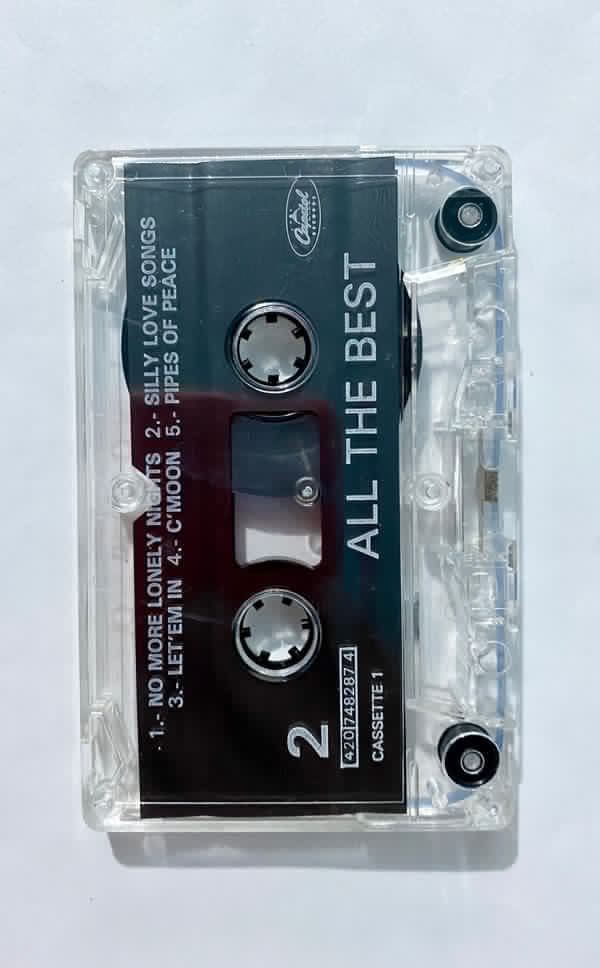 1.- NO MORE LONELY NIGHTS 2.- SILLY LOVE SONGS
3.- LET'EM IN 4.- C'MOON 5.- PIPES OF PEACE
Capitol
RECORDS
2
ALL THE BEST
420 748287 4
CASSETTE 1